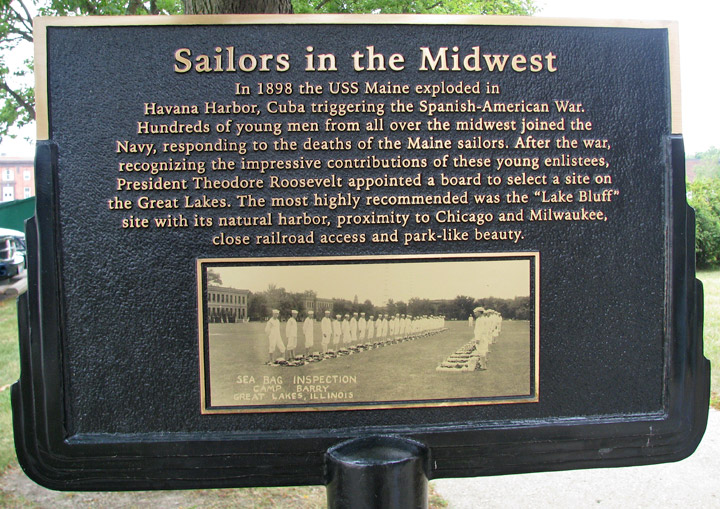 Sailors in the Midwest
In 1898 the USS Maine exploded in
Havana Harbor, Cuba triggering the Spanish-American War.
Hundreds of young men from all over the midwest joined the
Navy, responding to the deaths of the Maine sailors. After the war,
recognizing the impressive contributions of these young enlistees,
President Theodore Roosevelt appointed a board to select a site on
the Great Lakes. The most highly recommended was the “Lake Bluff”
site with its natural harbor, proximity to Chicago and Milwaukee,
close railroad access and park-like beauty.
SEA BAG INSPECTION
CAMP BARRY
GREAT LAKES, ILLINOIS